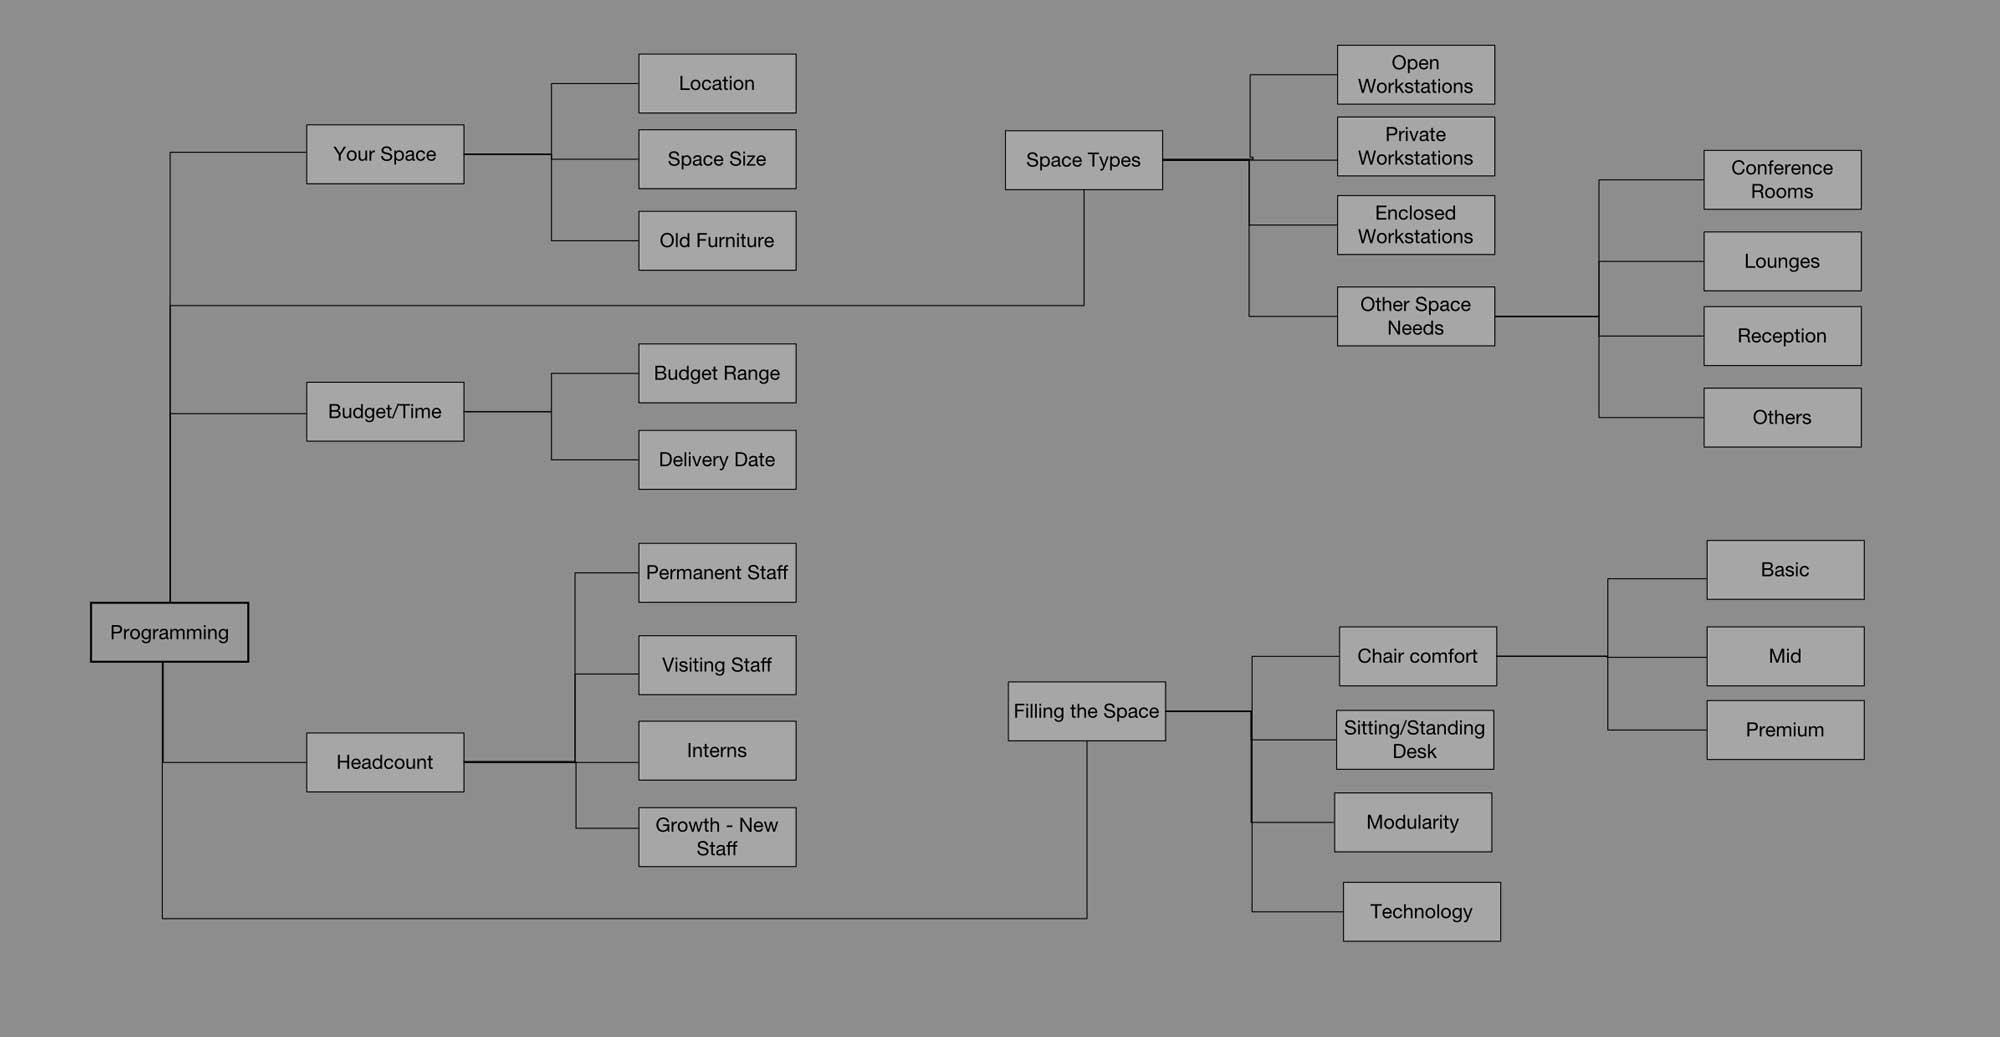 Programming
Your Space
Location
Space Size
Old Furniture
Budget/Time
Budget Range
Delivery Date
Headcount
Permanent Staff
Visiting Staff
Interns
Growth - New
Staff
Space Types
Open
Workstations
Private
Workstations
Enclosed
Workstations
Other Space
Needs
Conference
Rooms
Lounges
Reception
Others
Filling the Space
Chair comfort
Basic
Mid
Premium
Sitting/Standing
Desk
Modularity
Technology